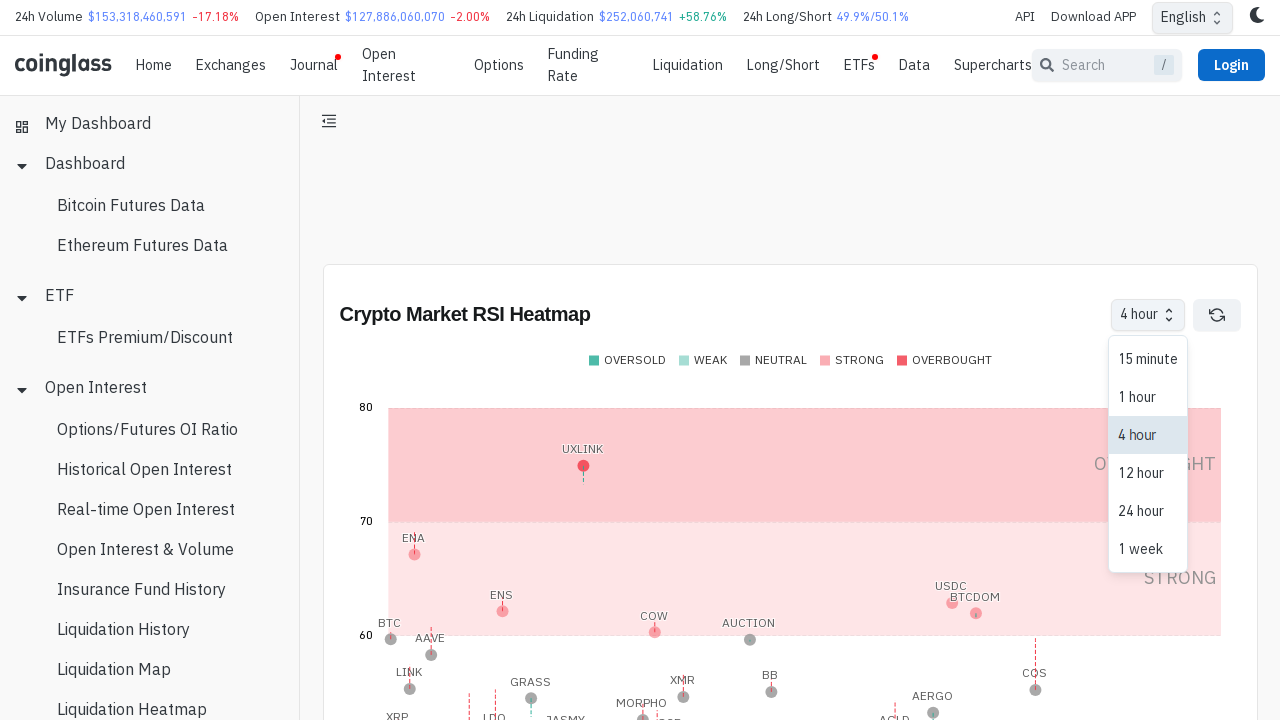 24h Volume $153,318,460,591 -17.18% Open Interest $127,886,060,070 -2.00% 24h Liquidation $252,060,741 +58.76% 24h Long/Short 49.9%/50.1% API Download APP English
coinglass Home Exchanges Journal Open Interest Options Funding Rate Liquidation Long/Short ETFs Data Supercharts Search / Login
My Dashboard
Dashboard
Bitcoin Futures Data
Ethereum Futures Data
ETF
ETFs Premium/Discount
Open Interest
Options/Futures OI Ratio
Historical Open Interest
Real-time Open Interest
Open Interest & Volume
Insurance Fund History
Liquidation History
Liquidation Map
Liquidation Heatmap
Crypto Market RSI Heatmap 4 hour
15 minute
1 hour
4 hour
12 hour
24 hour
1 week
OVERSOLD WEAK NEUTRAL STRONG OVERBOUGHT
80
UXLINK
70
ENA
STRONG
USDC
ENS BTCDOM
COW
BTC AUCTION
60
AAVE
LINK BB COS
GRASS XMR
AERGO
MORPHO
XRP LDO JASMY ACLD